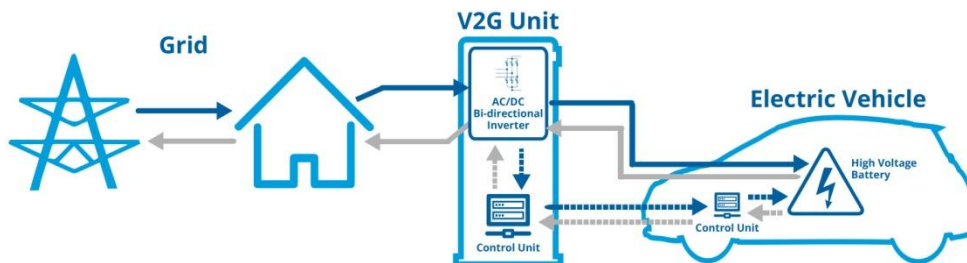 V2G Unit
Grid
AC/DC
Bi-directional
Inverter
Electric Vehicle
High Voltage
Battery
Control Unit
Control Unit